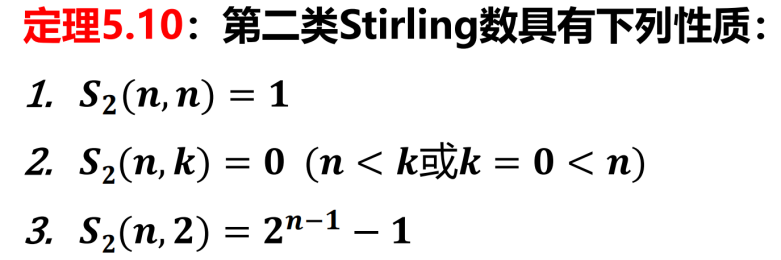 定理5.10：第二类Stirling数具有下列性质：
1. S₂(n, n) = 1
2. S₂(n, k) = 0 (n < k或k = 0 < n)
3. S₂(n, 2) = 2ⁿ⁻¹ − 1